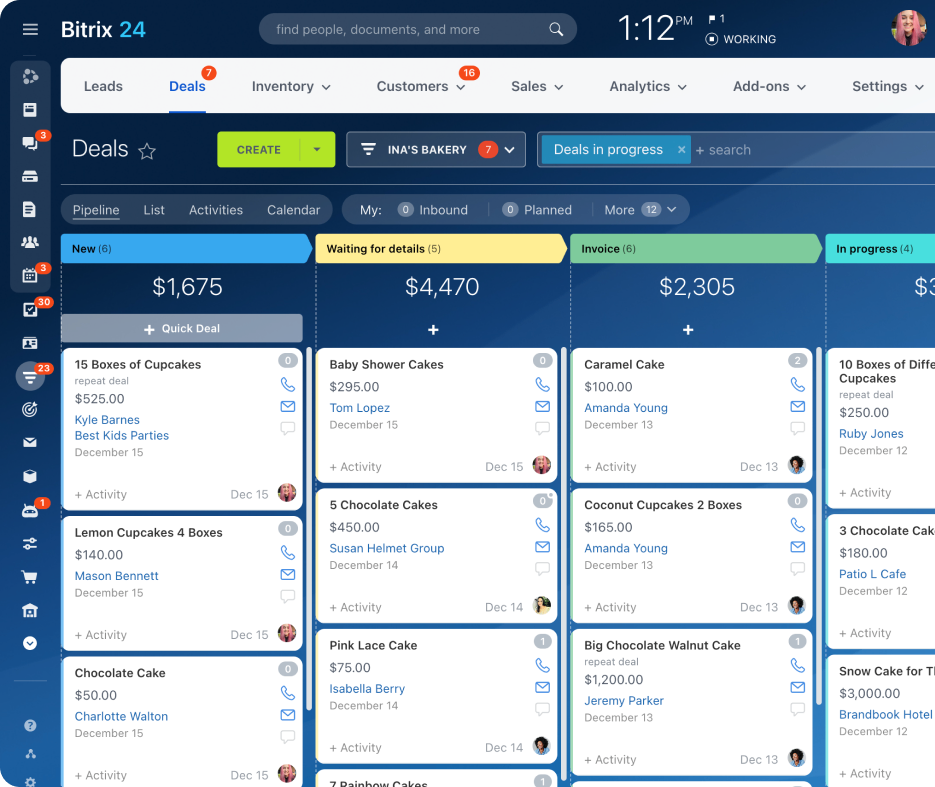 Bitrix 24
find people, documents, and more
1:12 PM
1
WORKING
Leads
Deals 7
Inventory
Customers 16
Sales
Analytics
Add-ons
Settings
3
3
30
23
1
Deals
CREATE
INA'S BAKERY 7
Deals in progress × + search
Pipeline List Activities Calendar
My: 0 Inbound 0 Planned More 12
New (6)
$1,675
+ Quick Deal
15 Boxes of Cupcakes 0
repeat deal
$525.00
Kyle Barnes
Best Kids Parties
December 15
+ Activity Dec 15
Lemon Cupcakes 4 Boxes 0
$140.00
Mason Bennett
December 15
+ Activity Dec 15
Chocolate Cake 0
$50.00
Charlotte Walton
December 15
+ Activity Dec 15
Waiting for details (5)
$4,470
+
Baby Shower Cakes 0
$295.00
Tom Lopez
December 15
+ Activity Dec 15
5 Chocolate Cakes 0
$450.00
Susan Helmet Group
December 14
+ Activity Dec 14
Pink Lace Cake 1
$75.00
Isabella Berry
December 14
+ Activity Dec 14
7 Rainbow Cakes 1
Invoice (6)
$2,305
+
Caramel Cake 2
$100.00
Amanda Young
December 13
+ Activity Dec 13
Coconut Cupcakes 2 Boxes 0
$165.00
Amanda Young
December 13
+ Activity Dec 13
Big Chocolate Walnut Cake 1
repeat deal
$1,200.00
Jeremy Parker
December 13
+ Activity Dec 13
In progress (4)
$3
10 Boxes of Diffe
Cupcakes
repeat deal
$250.00
Ruby Jones
December 12
+ Activity
3 Chocolate Cak
$180.00
Patio L Cafe
December 12
+ Activity
Snow Cake for T
$3,000.00
Brandbook Hotel
December 12
+ Activity